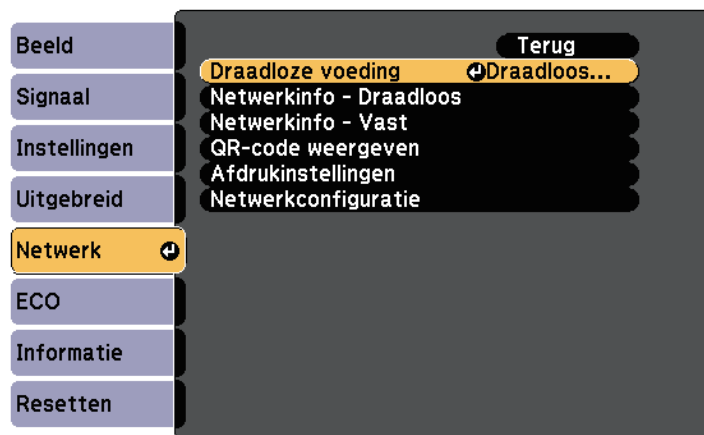 Beeld
Signaal
Instellingen
Uitgebreid
Netwerk
ECO
Informatie
Resetten
Terug
Draadloze voeding Draadloos...
Netwerkinfo - Draadloos
Netwerkinfo - Vast
QR-code weergeven
Afdrukinstellingen
Netwerkconfiguratie